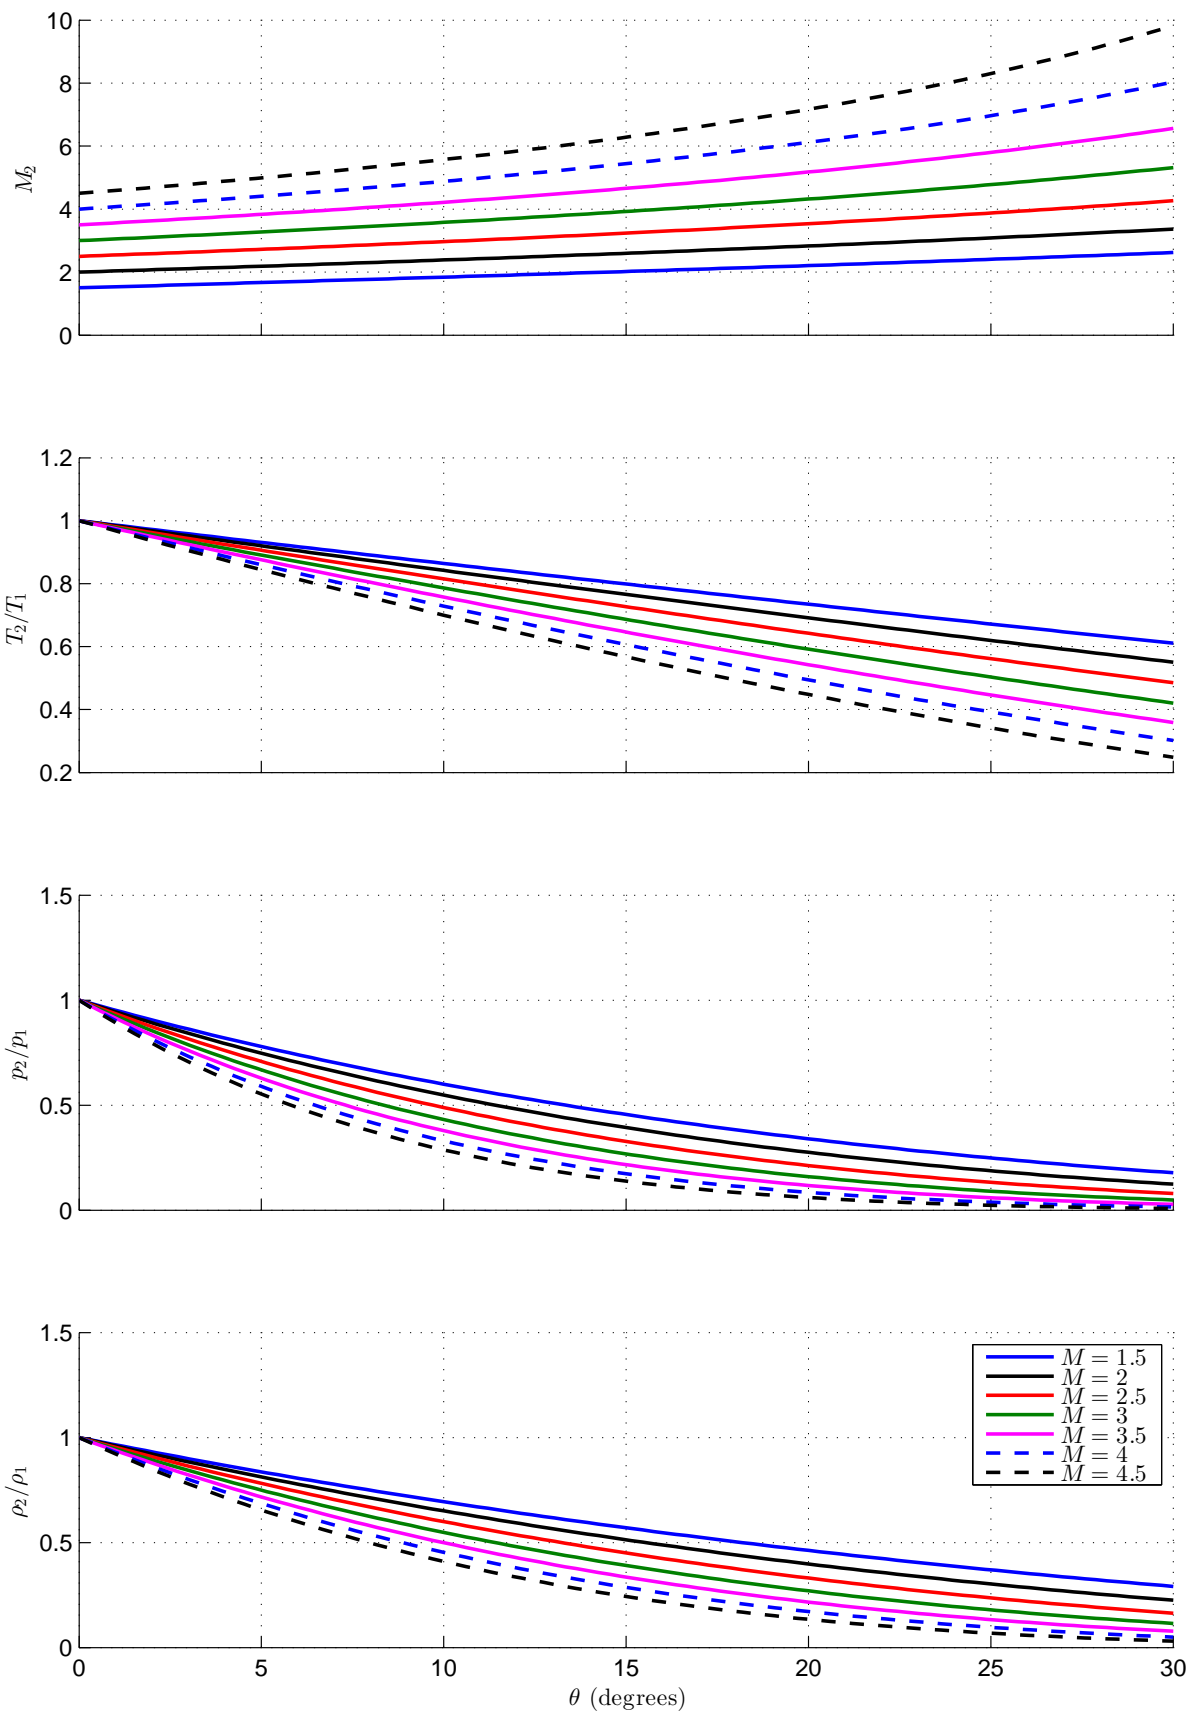 10
8
6
4
2
0
M₂
1.2
1
0.8
0.6
0.4
0.2
T₂/T₁
1.5
1
0.5
0
p₂/p₁
1.5
1
0.5
0
ρ₂/ρ₁
M = 1.5
M = 2
M = 2.5
M = 3
M = 3.5
M = 4
M = 4.5
0 5 10 15 20 25 30
θ (degrees)